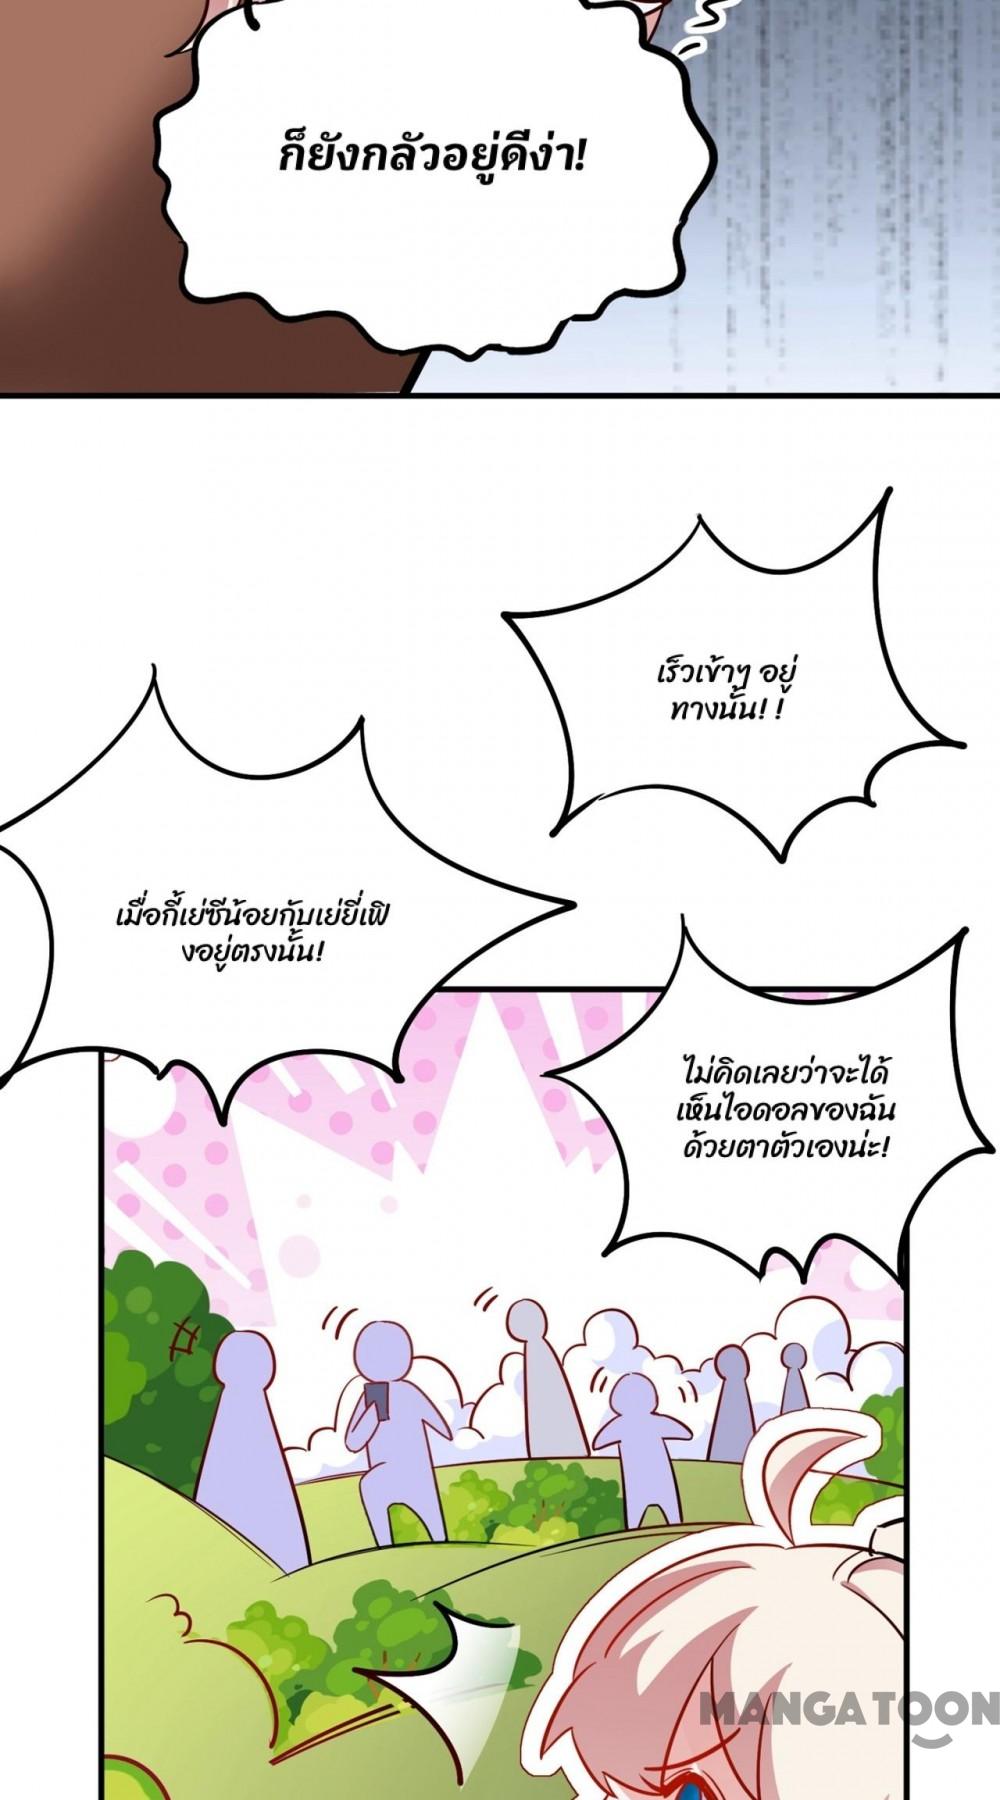 ก็ยังกลัวอยู่ดีง่า!
เร็วเข้าๆ อยู่
ทางนั้น! !
เมื่อกี้เย่ซีน้อยกับเย่ยี่เฟิ
งอยู่ตรงนั้น!
ไม่คิดเลยว่าจะได้
เห็นไอดอลของฉัน
ด้วยตาตัวเองน่ะ!
MANGATOON